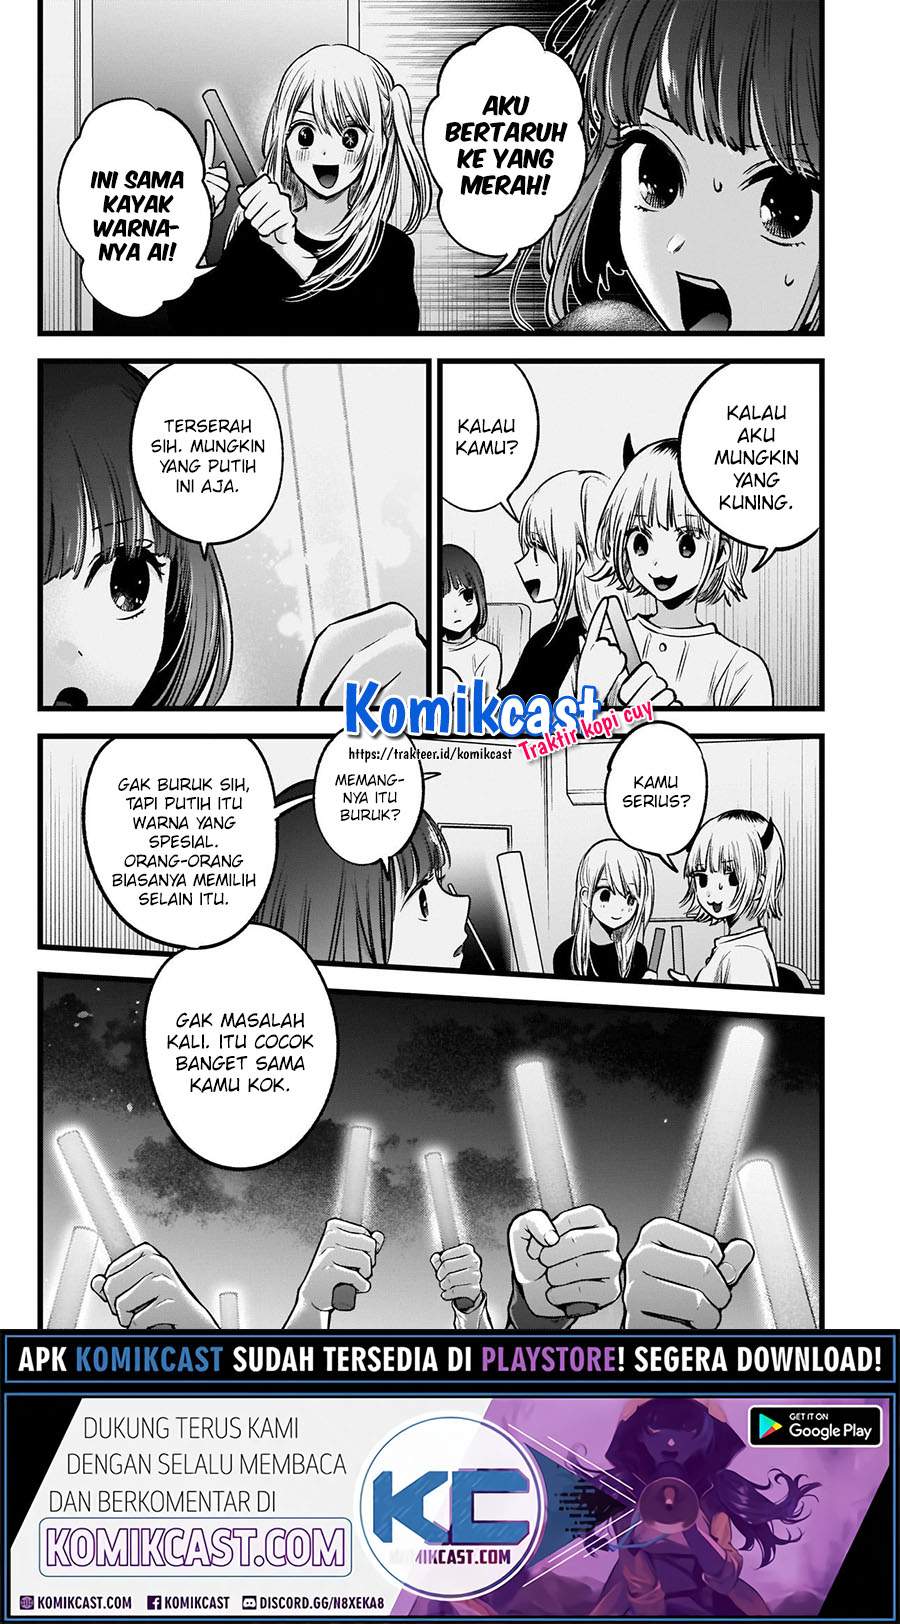 AKU
BERTARUH
KE YANG
MERAH!
INI SAMA
KAYAK
WARNA-
NYA AI!
KALAU
AKU
MUNGKIN
YANG
KUNING.
KALAU
KAMU?
TERSERAH
SIH. MUNGKIN
YANG PUTIH
INI AJA.
Komikcast
Traktir kopi cuy
https://trakteer.id/komikcast
KAMU
SERIUS?
MEMANG-
NYA ITU
BURUK?
GAK BURUK SIH,
TAPI PUTIH ITU
WARNA YANG
SPESIAL.
ORANG-ORANG
BIASANYA MEMILIH
SELAIN ITU.
GAK MASALAH
KALI. ITU COCOK
BANGET SAMA
KAMU KOK.
APK KOMIKCAST SUDAH TERSEDIA DI PLAYSTORE! SEGERA DOWNLOAD!
DUKUNG TERUS KAMI
DENGAN SELALU MEMBACA
DAN BERKOMENTAR DI
KOMIKCAST.COM
KOMIKCAST.COM KOMIKCAST DISCORD.GG/N8XEKA8
KC
KOMIKCAST.COM
GET IT ON
Google Play